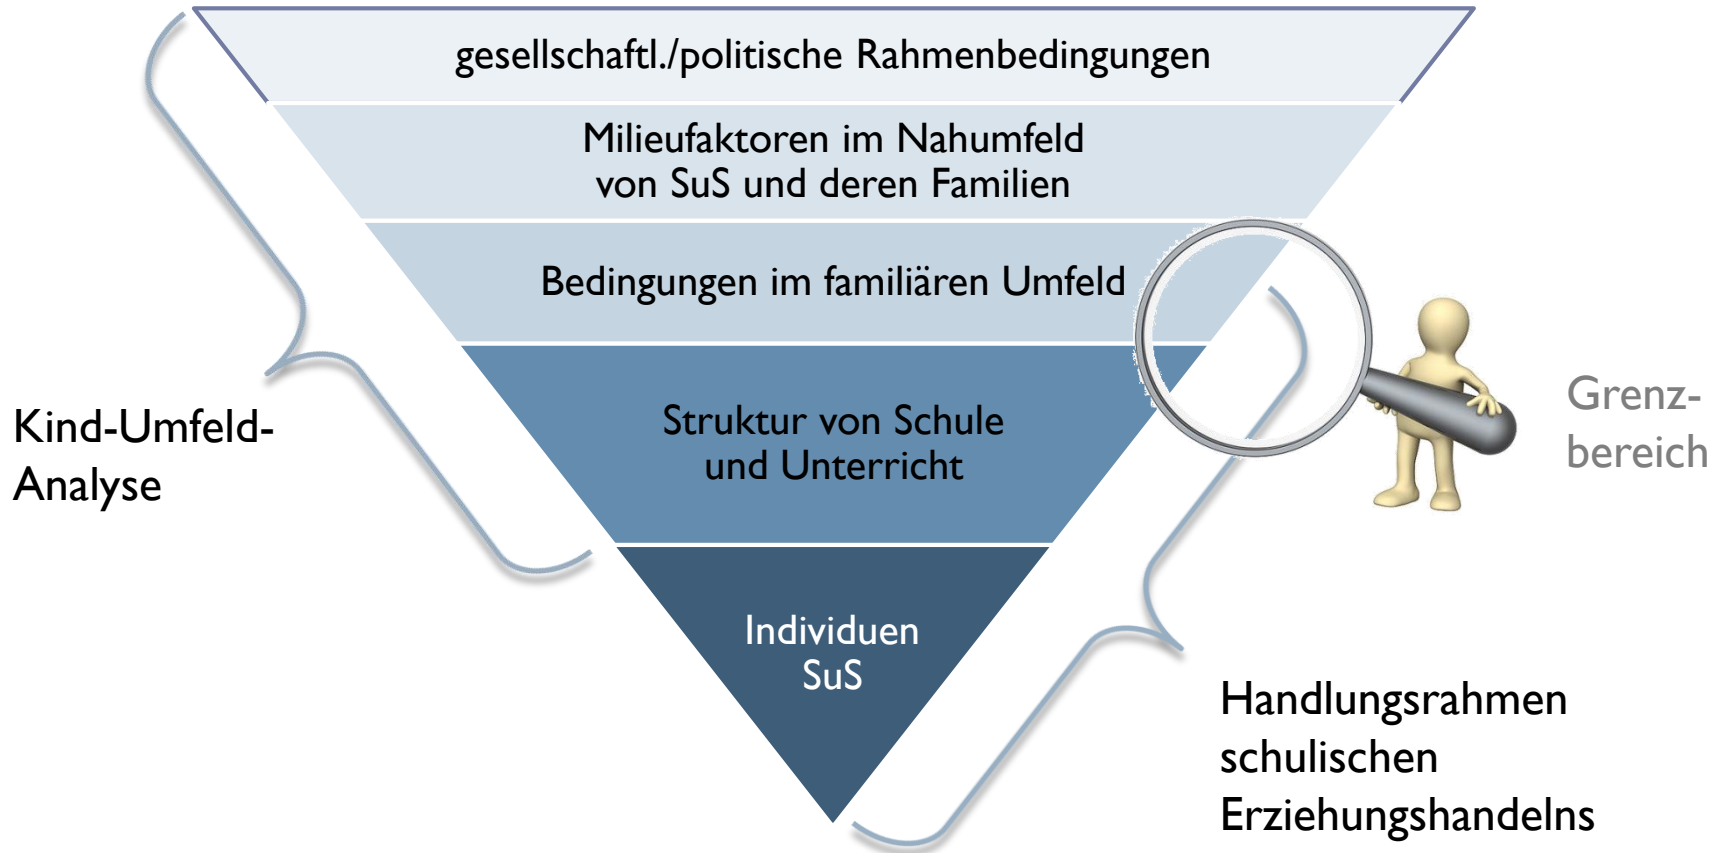 gesellschaftl./politische Rahmenbedingungen
Milieufaktoren im Nahumfeld
von SuS und deren Familien
Bedingungen im familiären Umfeld
Struktur von Schule
und Unterricht
Individuen
SuS
Kind-Umfeld-
Analyse
Grenz-
bereich
Handlungsrahmen
schulischen
Erziehungshandelns